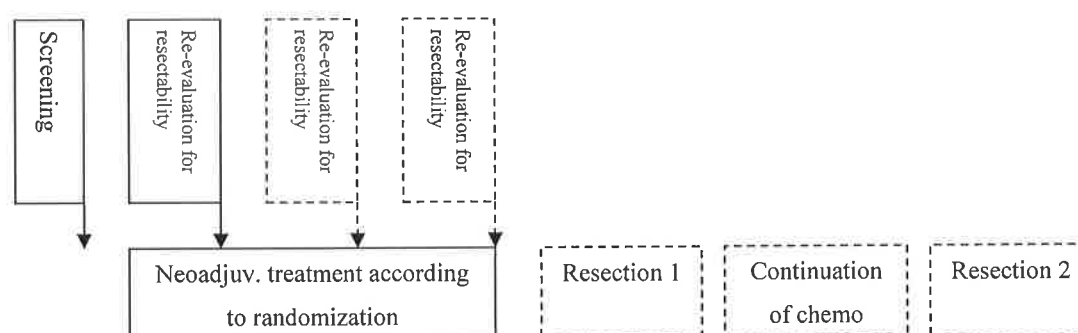 Screening
Re-evaluation for
resectability
Re-evaluation for
resectability
Re-evaluation for
resectability
Neoadjuv. treatment according
to randomization
Resection 1
Continuation
of chemo
Resection 2